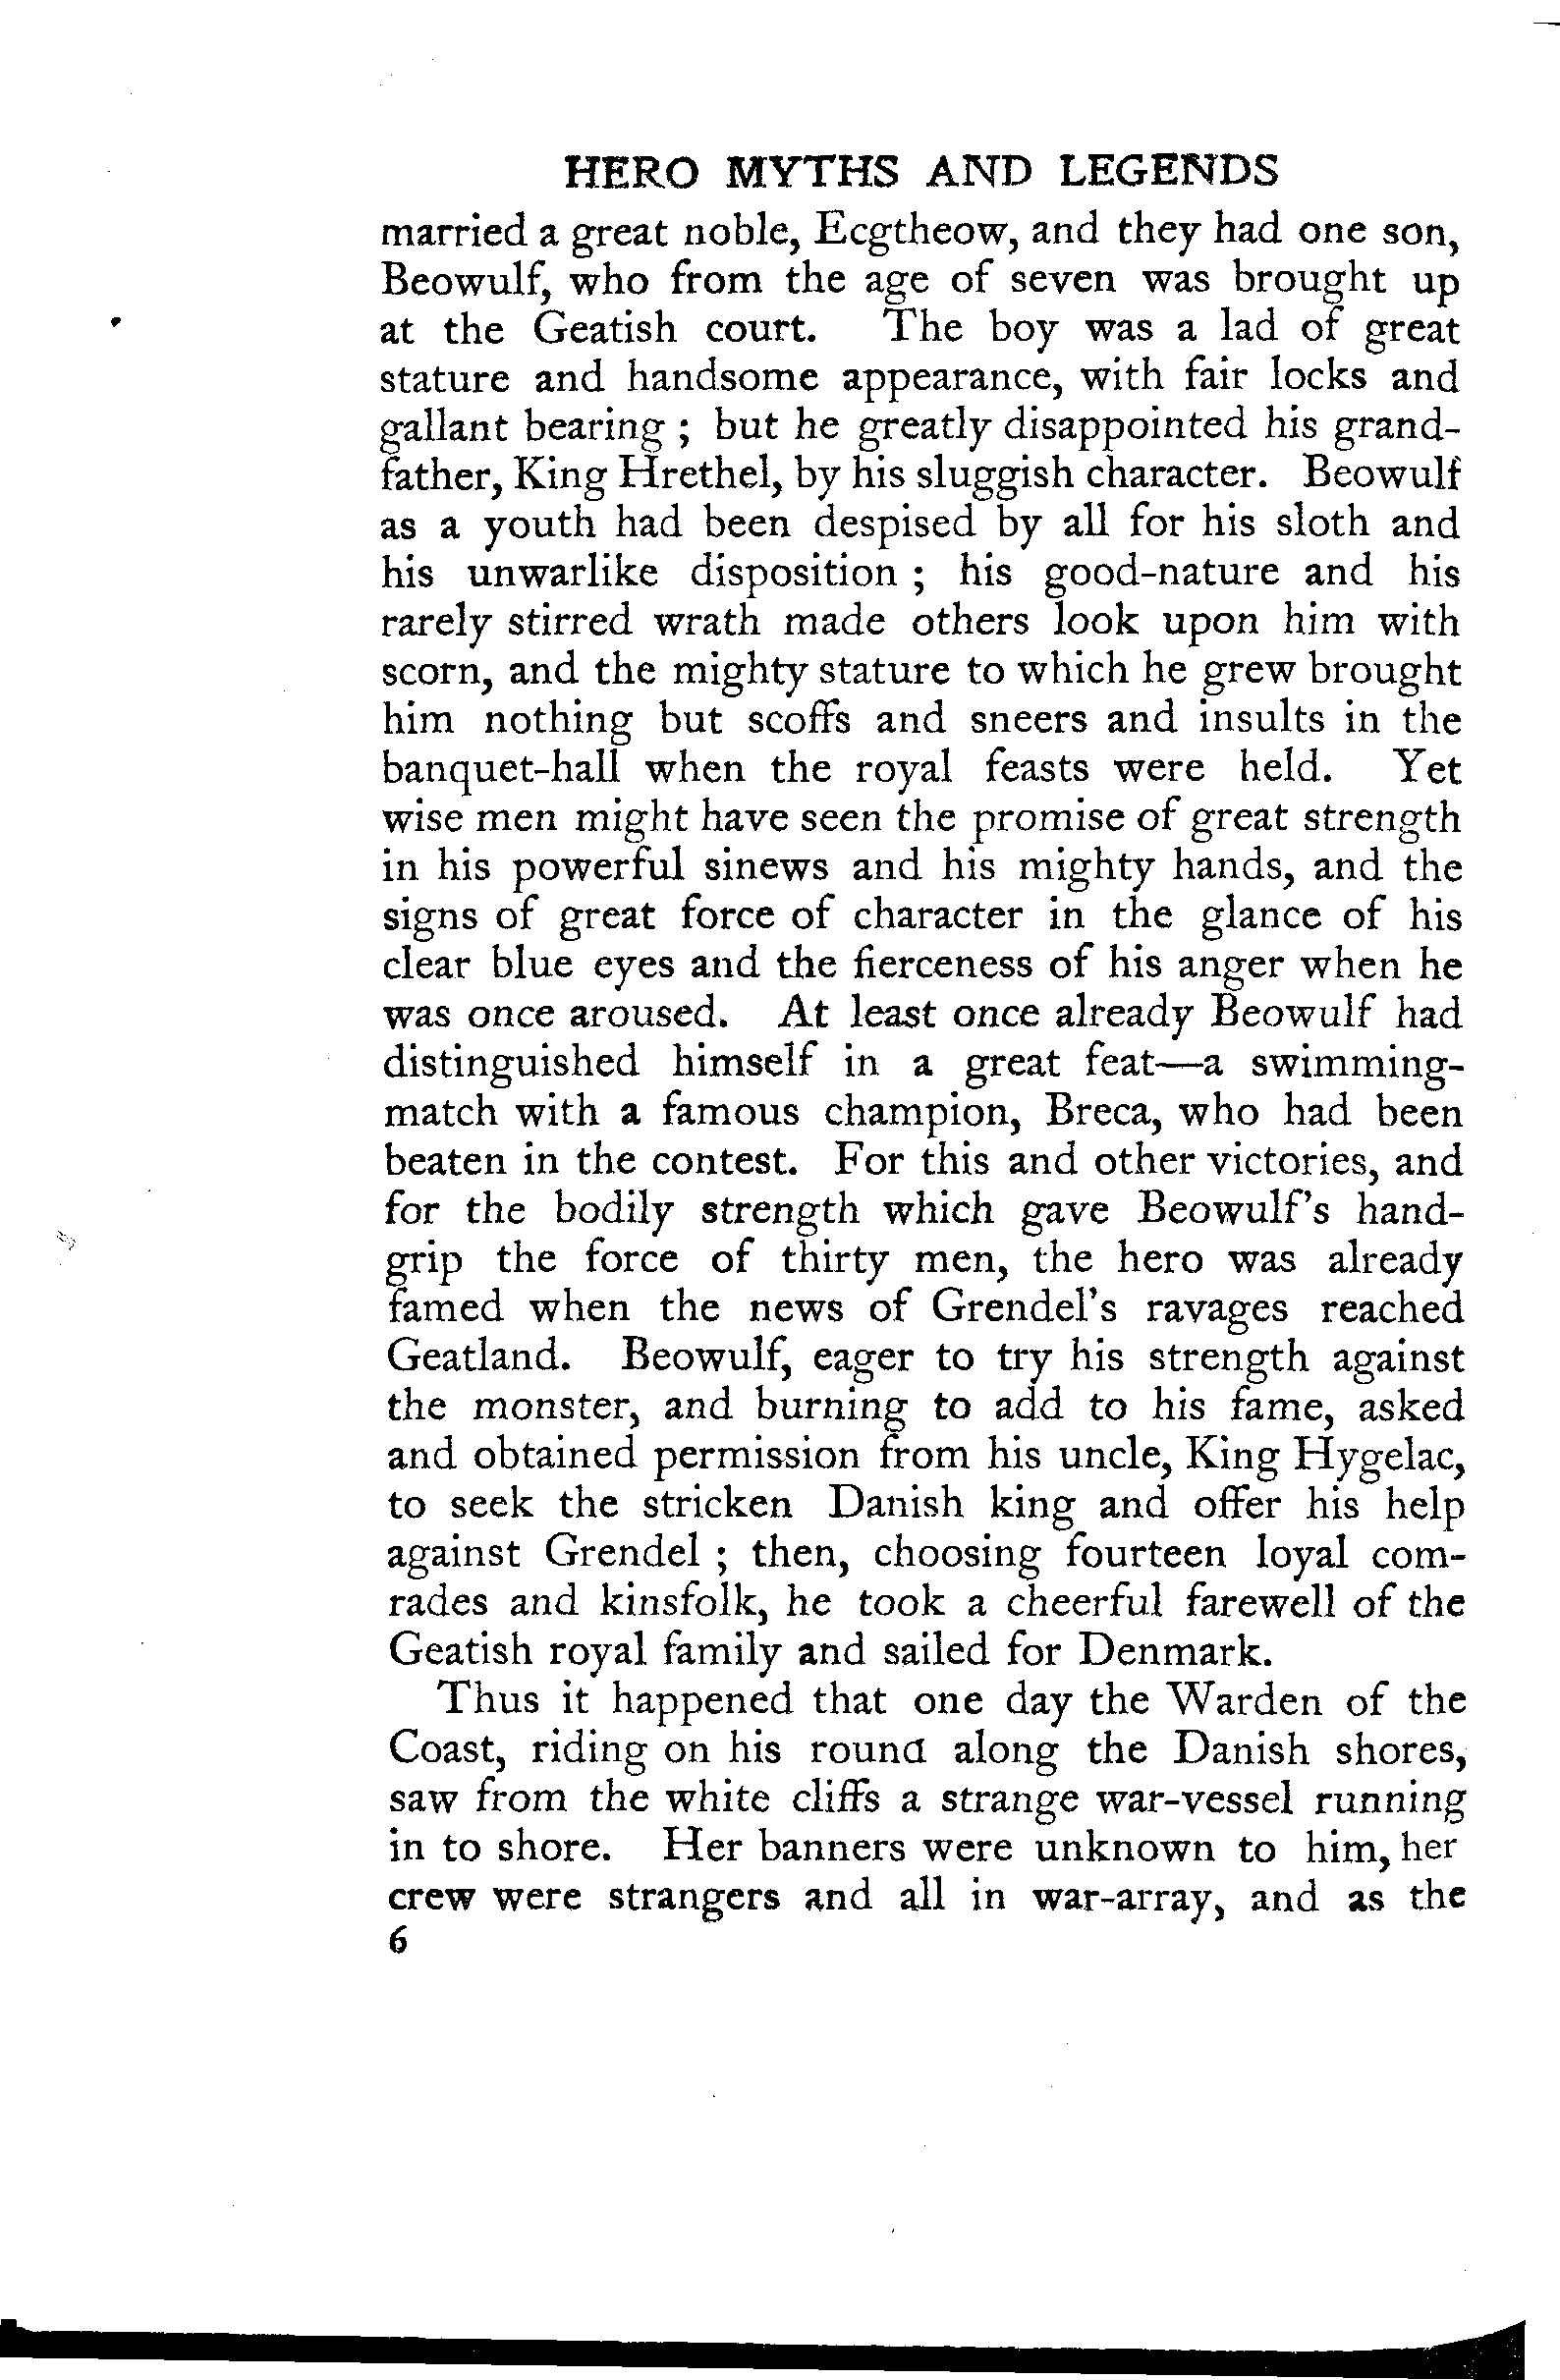 HERO MYTHS AND LEGENDS
married a great noble, Ecgtheow, and they had one son,
Beowulf, who from the age of seven was brought up
at the Geatish court. The boy was a lad of great
stature and handsome appearance, with fair locks and
gallant bearing ; but he greatly disappointed his grand-
father, King Hrethel, by his sluggish character. Beowulf
as a youth had been despised by all for his sloth and
his unwarlike disposition ; his good-nature and his
rarely stirred wrath made others look upon him with
scorn, and the mighty stature to which he grew brought
him nothing but scoffs and sneers and insults in the
banquet-hall when the royal feasts were held. Yet
wise men might have seen the promise of great strength
in his powerful sinews and his mighty hands, and the
signs of great force of character in the glance of his
clear blue eyes and the fierceness of his anger when he
was once aroused. At least once already Beowulf had
distinguished himself in a great feat—a swimming-
match with a famous champion, Breca, who had been
beaten in the contest. For this and other victories, and
for the bodily strength which gave Beowulf's hand-
grip the force of thirty men, the hero was already
famed when the news of Grendel's ravages reached
Geatland. Beowulf, eager to try his strength against
the monster, and burning to add to his fame, asked
and obtained permission from his uncle, King Hygelac,
to seek the stricken Danish king and offer his help
against Grendel ; then, choosing fourteen loyal com-
rades and kinsfolk, he took a cheerful farewell of the
Geatish royal family and sailed for Denmark.
Thus it happened that one day the Warden of the
Coast, riding on his round along the Danish shores,
saw from the white cliffs a strange war-vessel running
in to shore. Her banners were unknown to him, her
crew were strangers and all in war-array, and as the
6